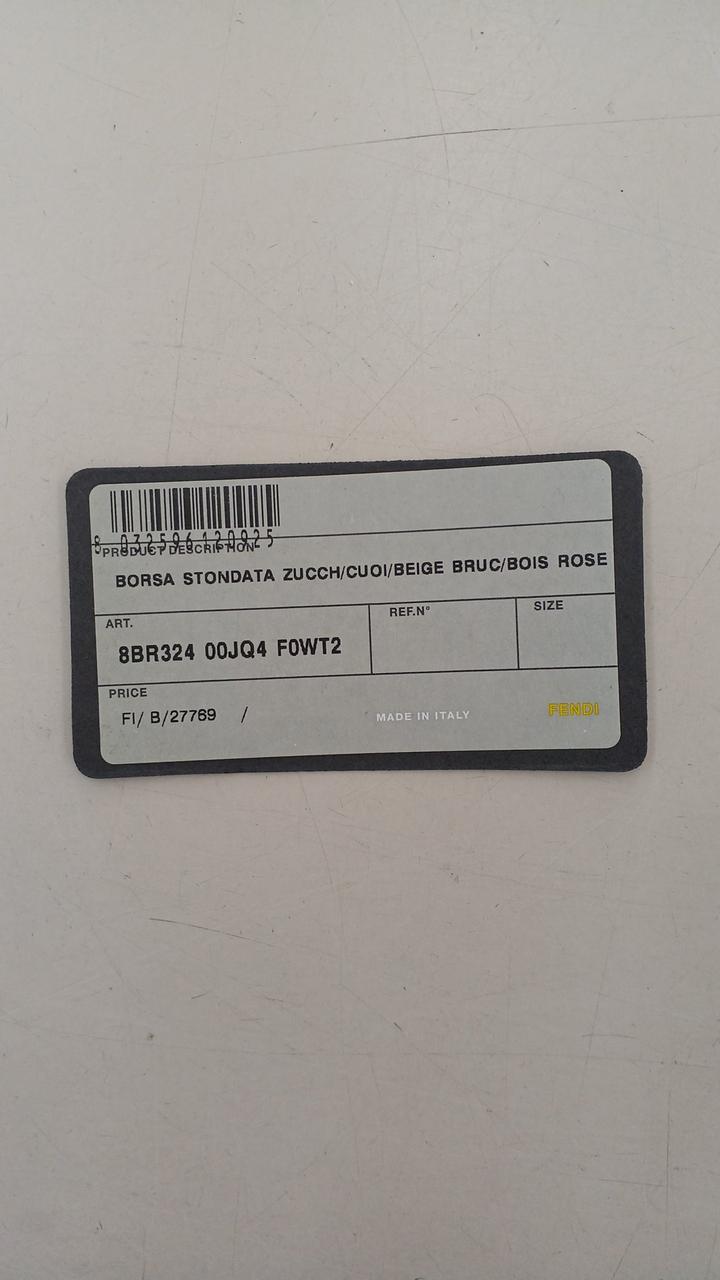 8 032596 120925
PRODUCT DESCRIPTION
BORSA STONDATA ZUCCH/CUOI/BEIGE BRUC/BOIS ROSE
ART.
8BR324 00JQ4 F0WT2
REF.N°
SIZE
PRICE
FI/ B/27769 /
MADE IN ITALY
FENDI